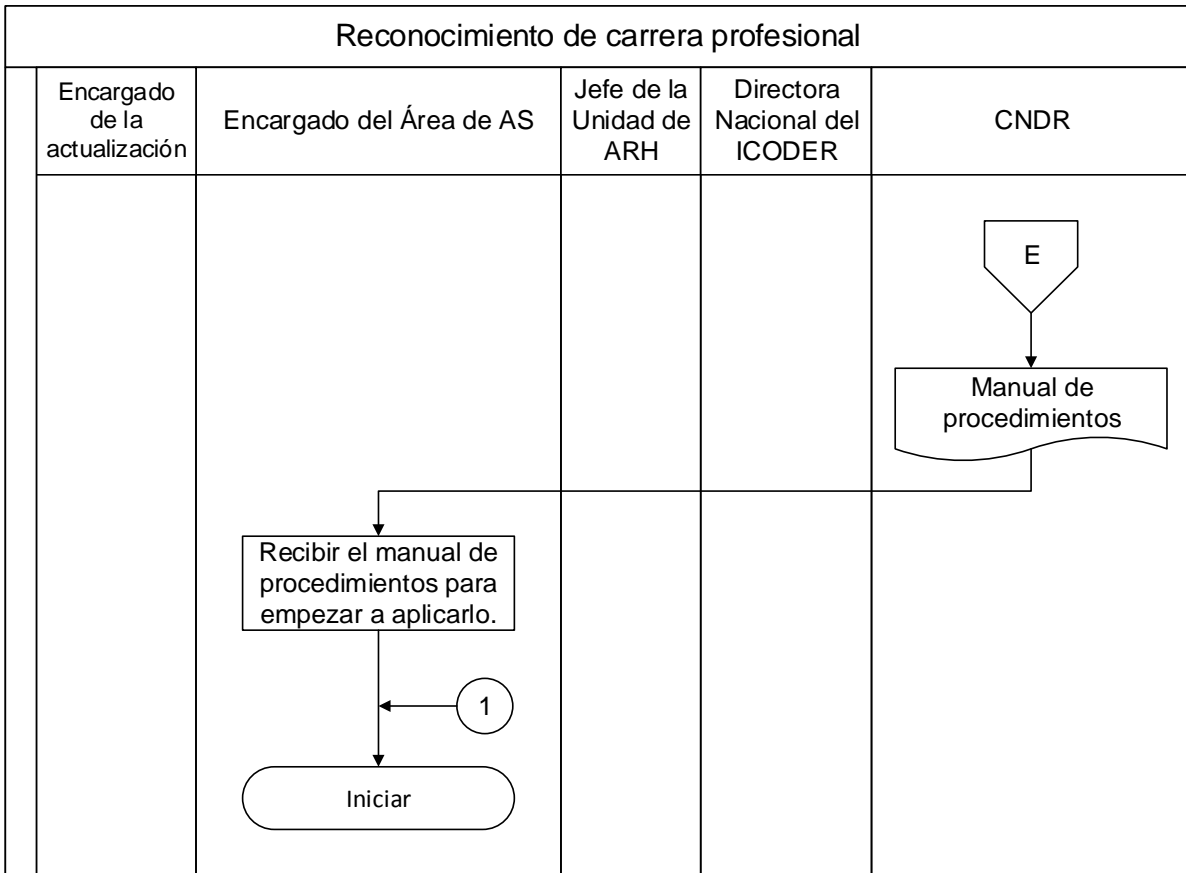 Reconocimiento de carrera profesional
Encargado
de la
actualización
Encargado del Área de AS
Jefe de la
Unidad de
ARH
Directora
Nacional del
ICODER
CNDR
E
Manual de
procedimientos
Recibir el manual de
procedimientos para
empezar a aplicarlo.
1
Iniciar